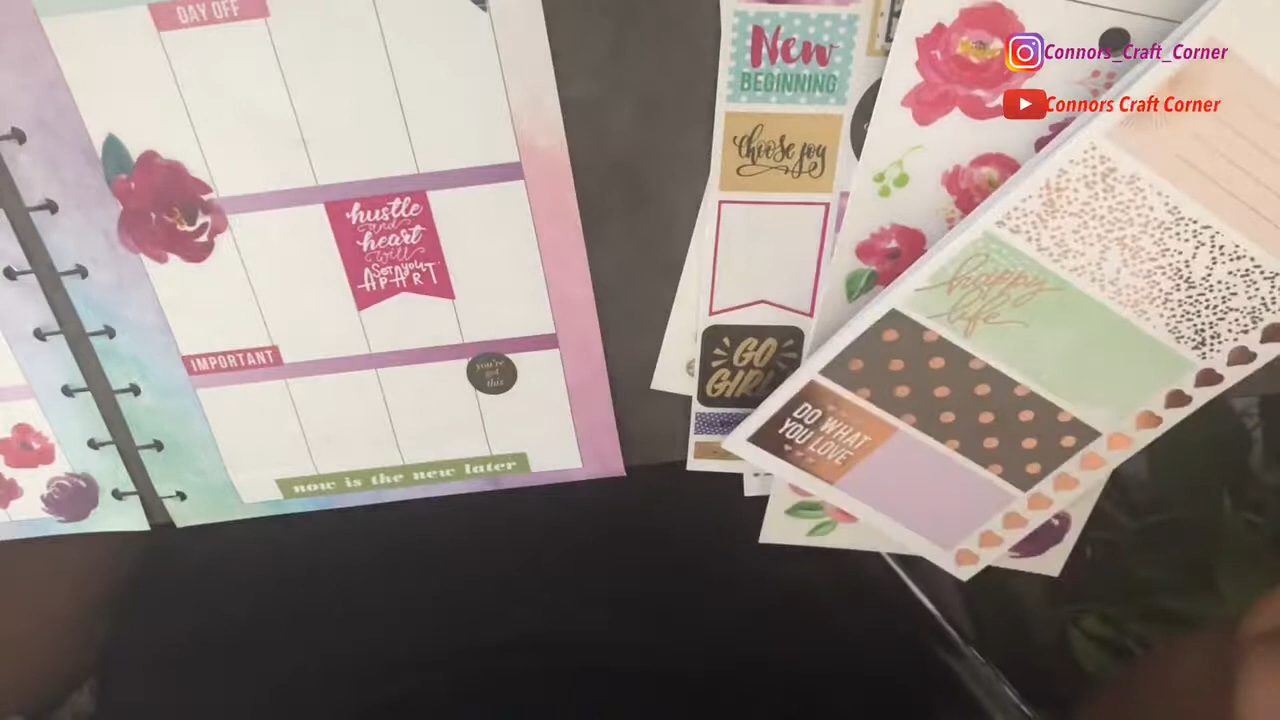 DAY OFF
hustle
and
heart
will
SET YOU
APART
IMPORTANT
you've
got
this
now is the new later
New
BEGINNING
choose joy
GO
GIRL
happy
life
DO WHAT
YOU LOVE
Connors_Craft_Corner
Connors Craft Corner